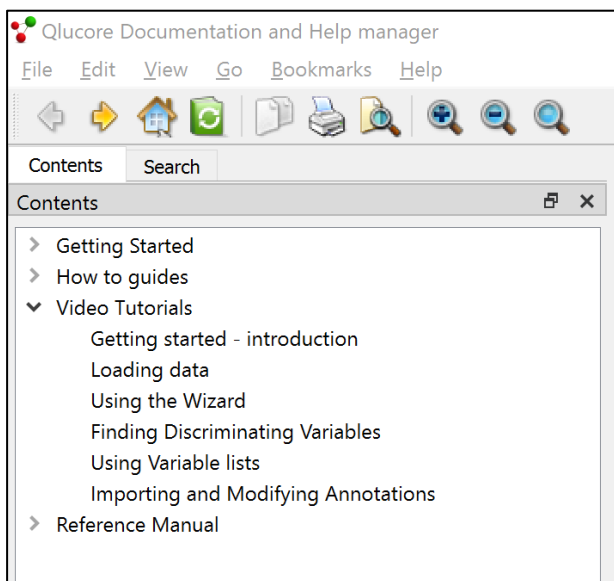 Qlucore Documentation and Help manager
File Edit View Go Bookmarks Help
Contents Search
Contents
Getting Started
How to guides
Video Tutorials
Getting started - introduction
Loading data
Using the Wizard
Finding Discriminating Variables
Using Variable lists
Importing and Modifying Annotations
Reference Manual